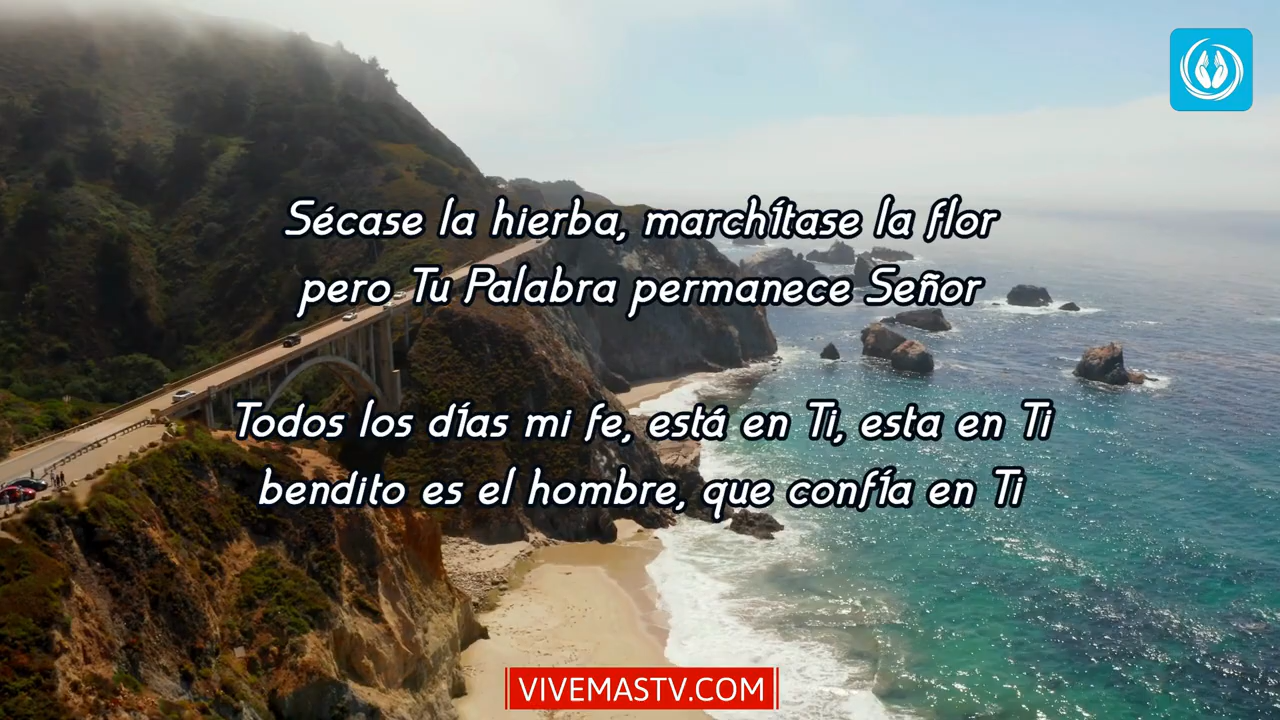 Sécase la hierba, marchítase la flor
pero Tu Palabra permanece Señor
Todos los días mi fe, está en Ti, esta en Ti
bendito es el hombre, que confía en Ti
VIVEMASTV.COM